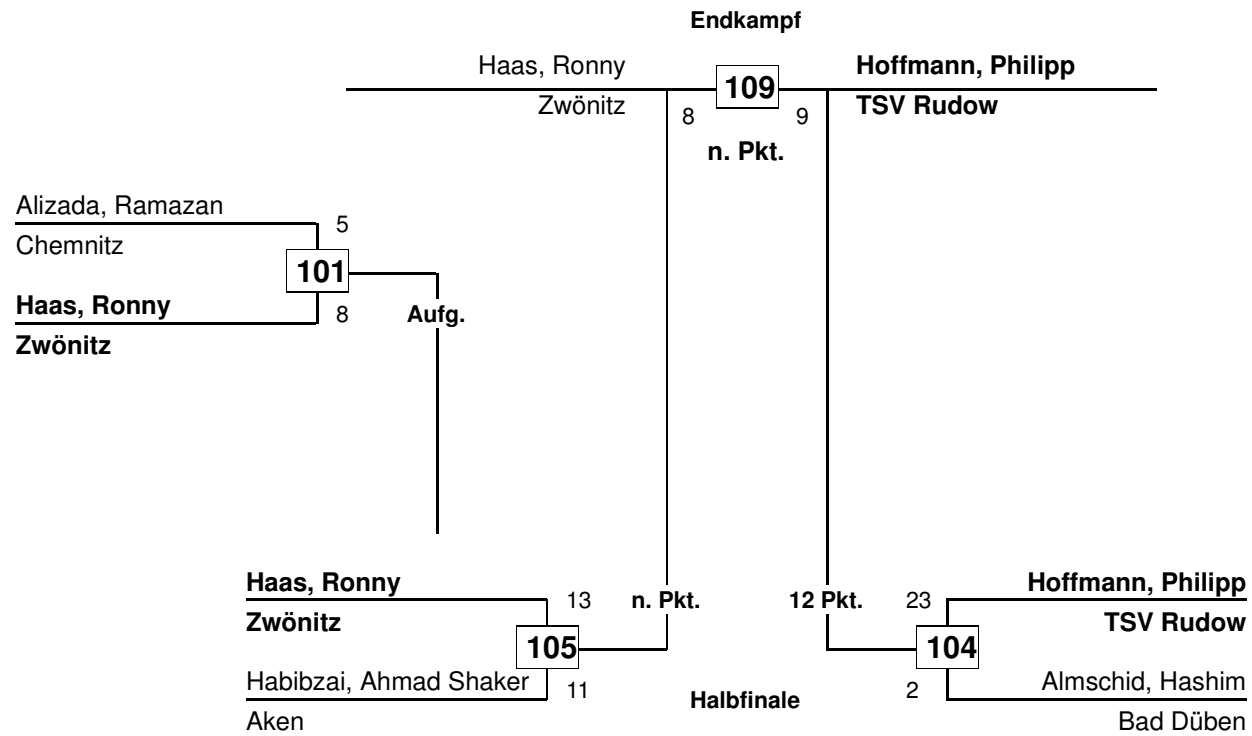 Endkampf
Haas, Ronny
Hoffmann, Philipp
109
Zwönitz
TSV Rudow
8
9
n. Pkt.
Alizada, Ramazan
5
Chemnitz
101
Haas, Ronny
8
Aufg.
Zwönitz
Haas, Ronny
13
n. Pkt.
12 Pkt.
23
Hoffmann, Philipp
Zwönitz
TSV Rudow
105
104
Habibzai, Ahmad Shaker
11
Halbfinale
2
Almschid, Hashim
Aken
Bad Düben